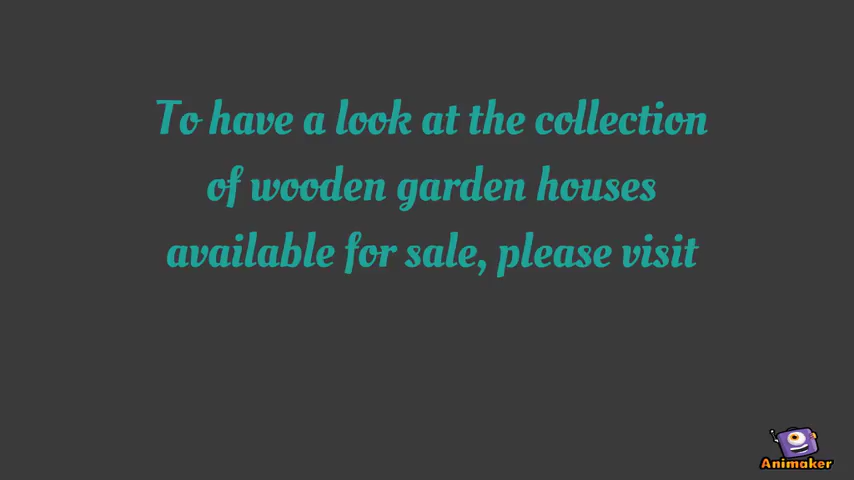 To have a look at the collection
of wooden garden houses
available for sale, please visit
Animaker